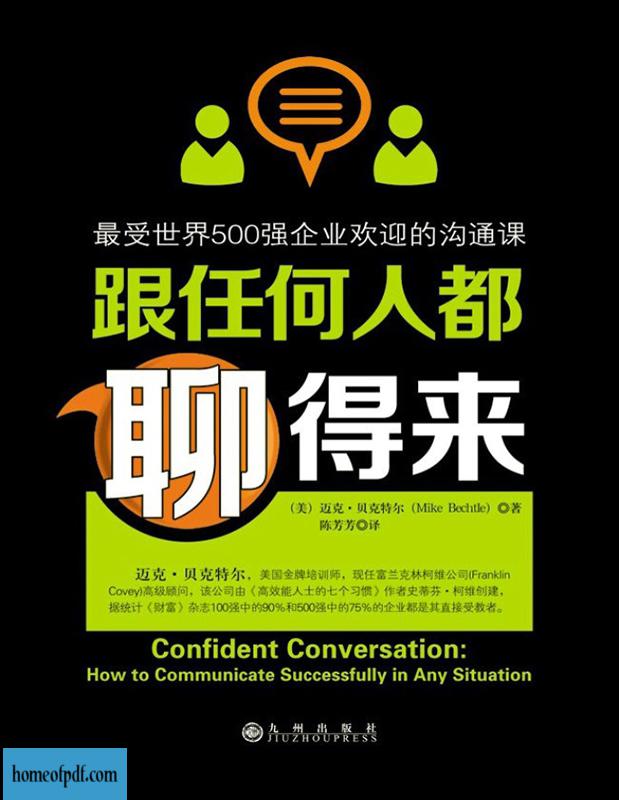 最受世界500强企业欢迎的沟通课
跟任何人都
聊得来
（美）迈克·贝克特尔（Mike Bechtle）◎著
陈芳芳◎译
迈克·贝克特尔，美国金牌培训师，现任富兰克林柯维公司(Franklin
Covey)高级顾问，该公司由《高效能人士的七个习惯》作者史蒂芬·柯维创建，
据统计《财富》杂志100强中的90%和500强中的75%的企业都是其直接受教者。
Confident Conversation:
How to Communicate Successfully in Any Situation
九州出版社
JIUZHOUPRESS
homeofpdf.com